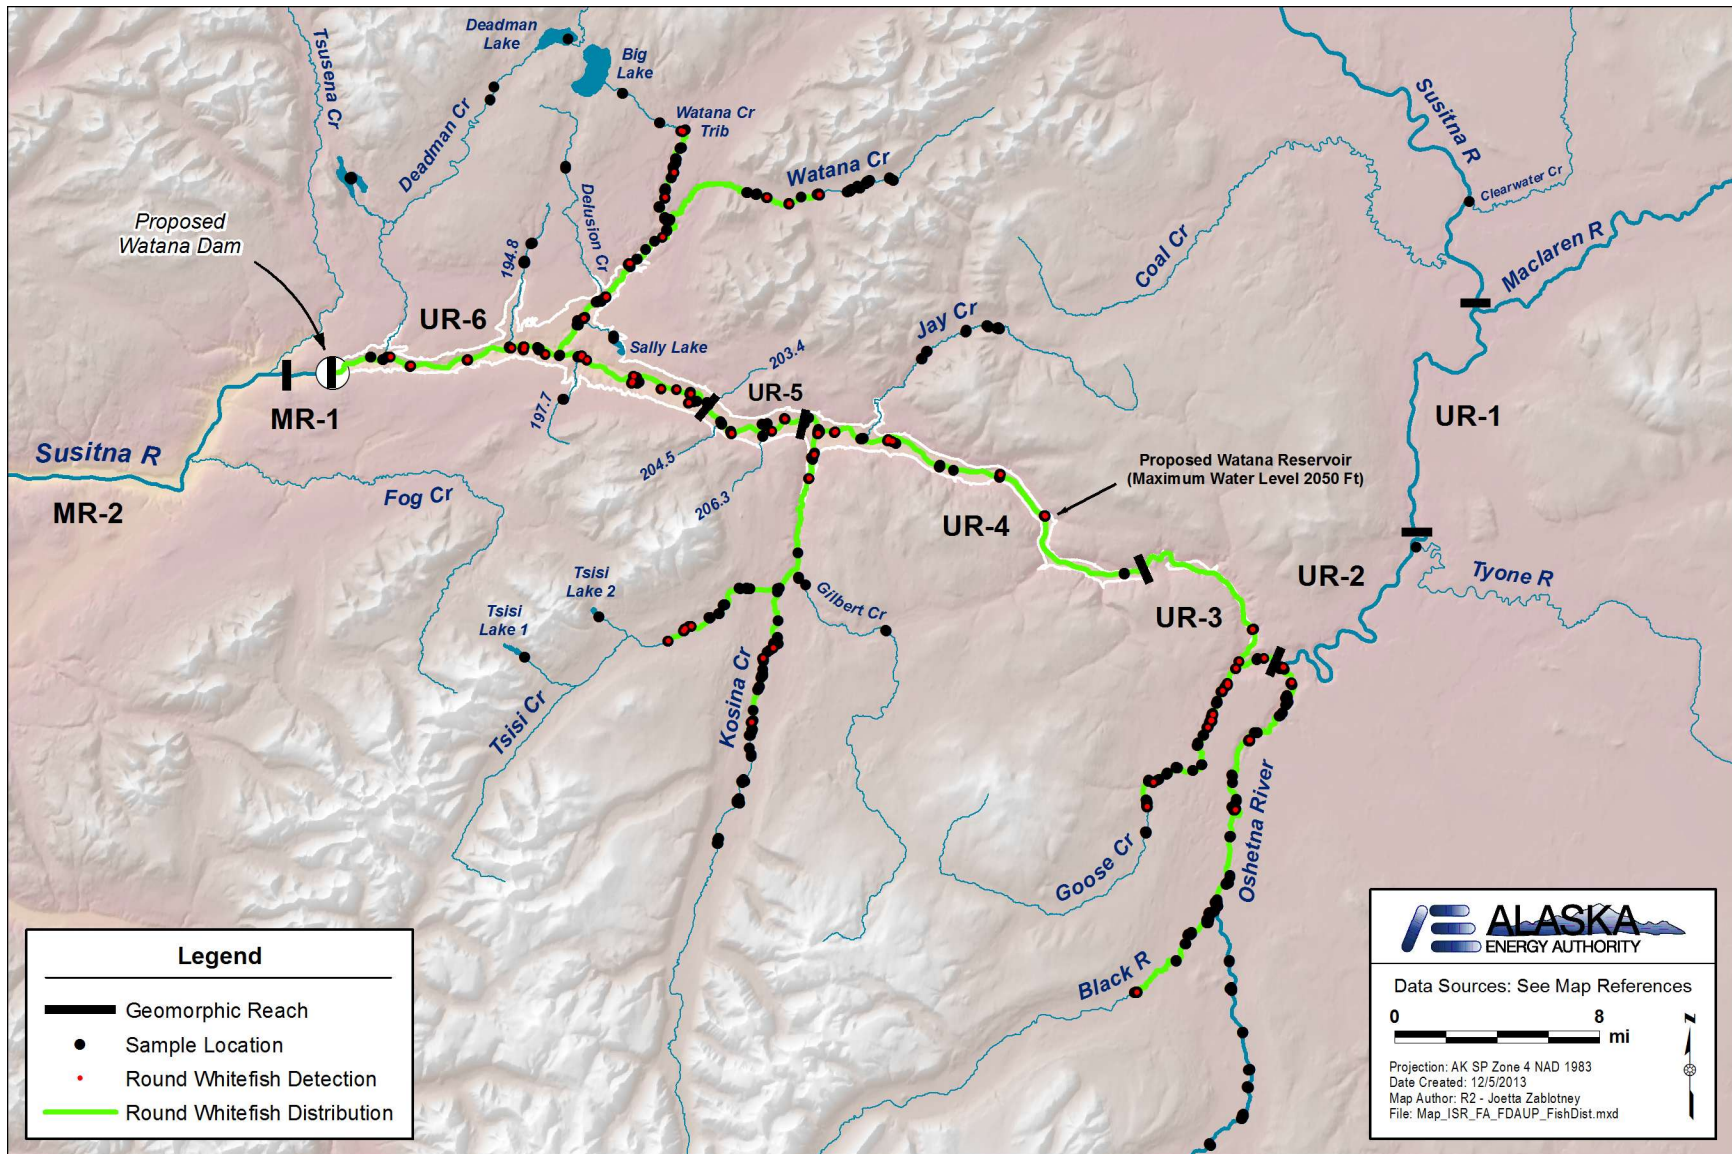 Deadman
Lake
Big
Lake
Tsusena Cr
Deadman Cr
Watana Cr
Trib
Watana Cr
Susitna R
Clearwater Cr
Maclaren R
Coal Cr
Proposed
Watana Dam
194.8
Delusion Cr
UR-6
Sally Lake
Jay Cr
203.4
UR-5
UR-1
MR-1
197.7
Susitna R
204.5
206.3
Fog Cr
MR-2
Proposed Watana Reservoir
(Maximum Water Level 2050 Ft)
UR-4
UR-2
Tyone R
UR-3
Tsisi
Lake 2
Tsisi
Lake 1
Gilbert Cr
Kosina Cr
Tsisi Cr
Goose Cr
Oshetna River
Black R
Legend
Geomorphic Reach
Sample Location
Round Whitefish Detection
Round Whitefish Distribution
ALASKA
ENERGY AUTHORITY
Data Sources: See Map References
0 8
mi
Z
Projection: AK SP Zone 4 NAD 1983
Date Created: 12/5/2013
Map Author: R2 - Joetta Zablotney
File: Map_ISR_FA_FDAUP_FishDist.mxd